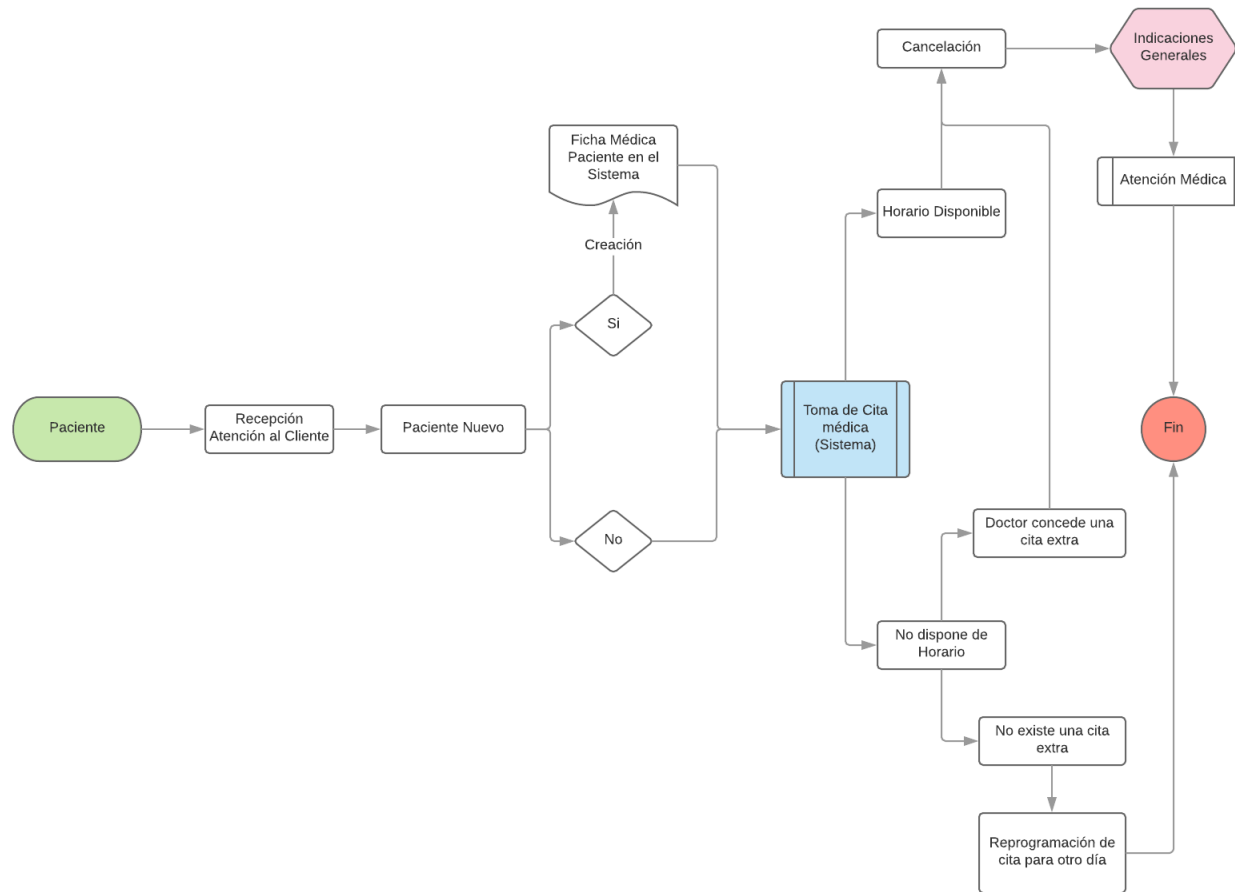 Cancelación
Indicaciones
Generales
Ficha Médica
Paciente en el
Sistema
Atención Médica
Horario Disponible
Creación
Si
Paciente
Recepción
Atención al Cliente
Paciente Nuevo
Toma de Cita
médica
(Sistema)
Fin
No
Doctor concede una
cita extra
No dispone de
Horario
No existe una cita
extra
Reprogramación de
cita para otro día